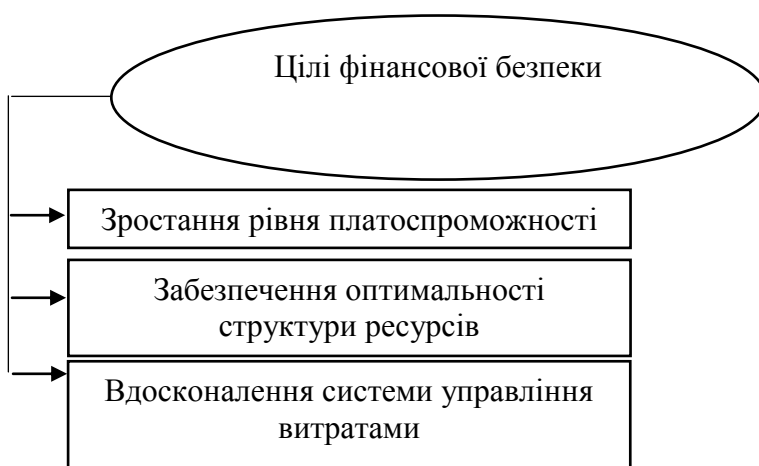 Цілі фінансової безпеки
Зростання рівня платоспроможності
Забезпечення оптимальності
структури ресурсів
Вдосконалення системи управління
витратами